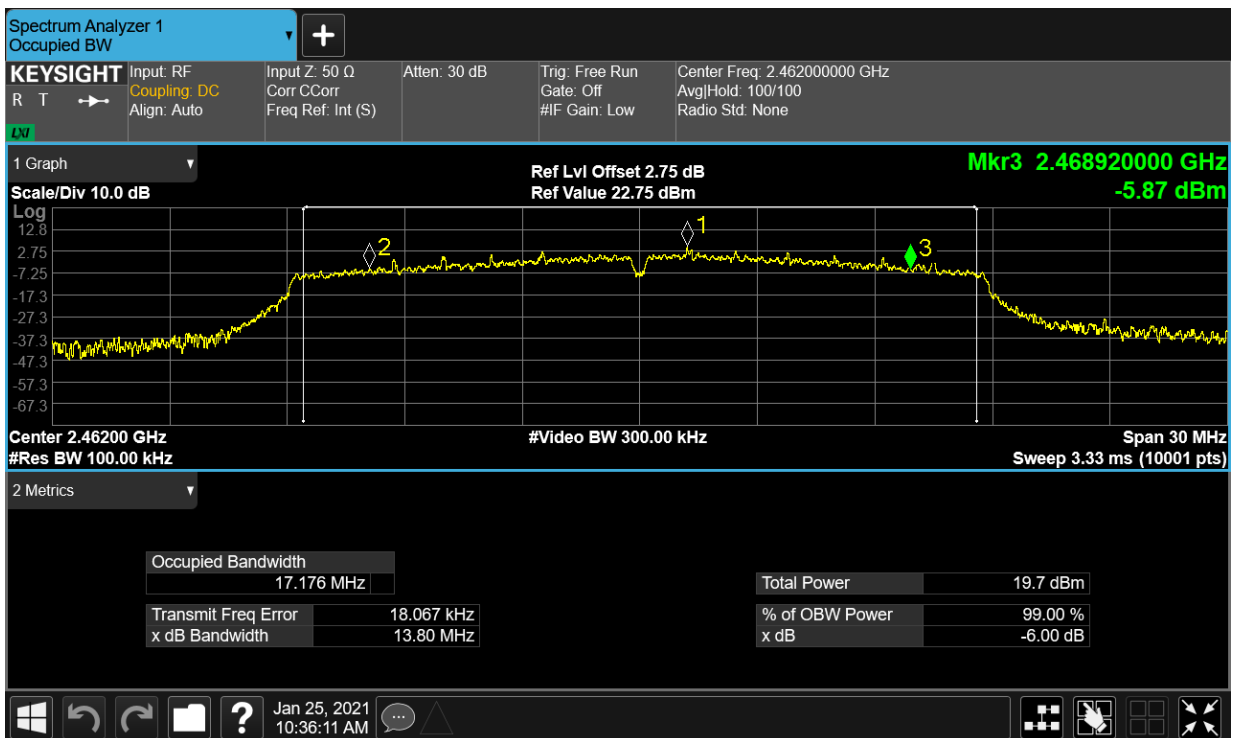 Spectrum Analyzer 1
Occupied BW
▼
+
KEYSIGHT
R T
LXI
Input: RF
Coupling: DC
Align: Auto
Input Z: 50 Ω
Corr CCorr
Freq Ref: Int (S)
Atten: 30 dB
Trig: Free Run
Gate: Off
#IF Gain: Low
Center Freq: 2.462000000 GHz
Avg|Hold: 100/100
Radio Std: None
1 Graph ▼
Scale/Div 10.0 dB
Ref Lvl Offset 2.75 dB
Ref Value 22.75 dBm
Mkr3 2.468920000 GHz
-5.87 dBm
Log
12.8
2.75
-7.25
-17.3
-27.3
-37.3
-47.3
-57.3
-67.3
2
1
3
Center 2.46200 GHz
#Video BW 300.00 kHz
Span 30 MHz
#Res BW 100.00 kHz
Sweep 3.33 ms (10001 pts)
2 Metrics ▼
Occupied Bandwidth
17.176 MHz
Total Power 19.7 dBm
Transmit Freq Error 18.067 kHz
% of OBW Power 99.00 %
x dB Bandwidth 13.80 MHz
x dB -6.00 dB
?
Jan 25, 2021
10:36:11 AM